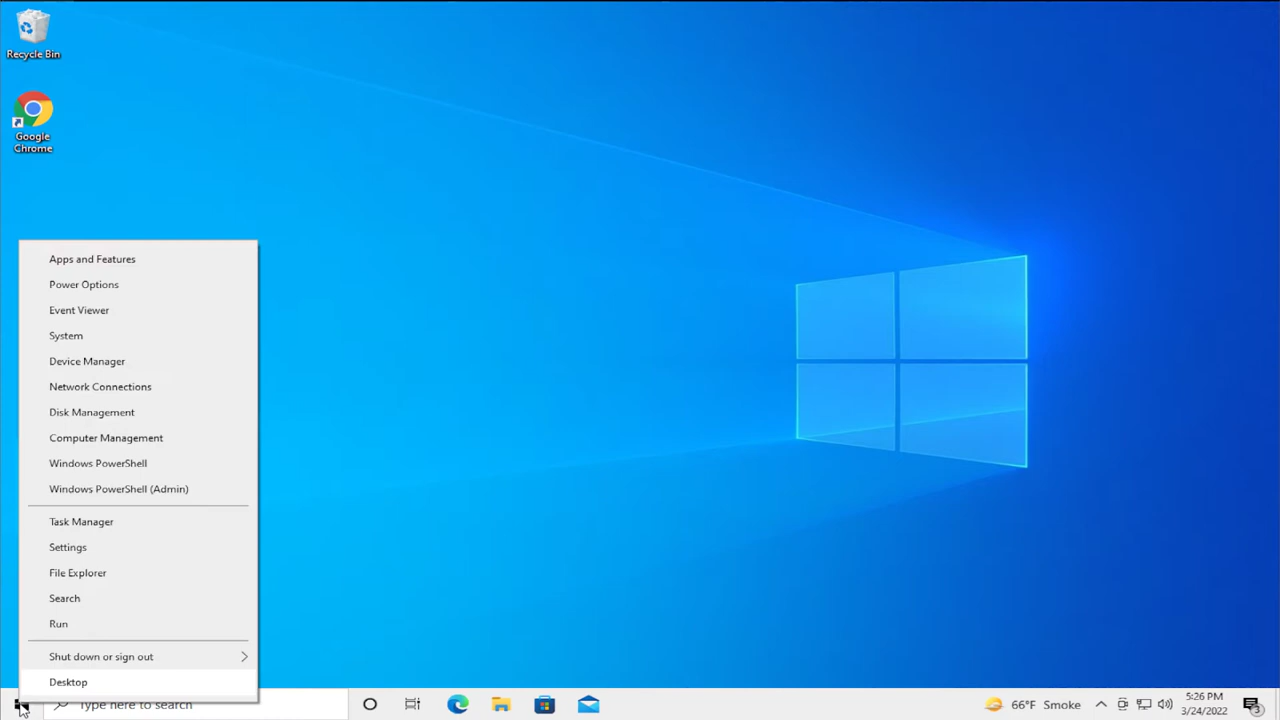 Recycle Bin
Google
Chrome
Apps and Features
Power Options
Event Viewer
System
Device Manager
Network Connections
Disk Management
Computer Management
Windows PowerShell
Windows PowerShell (Admin)
Task Manager
Settings
File Explorer
Search
Run
Shut down or sign out
Desktop
Type here to search
66°F Smoke
5:26 PM
3/24/2022
3